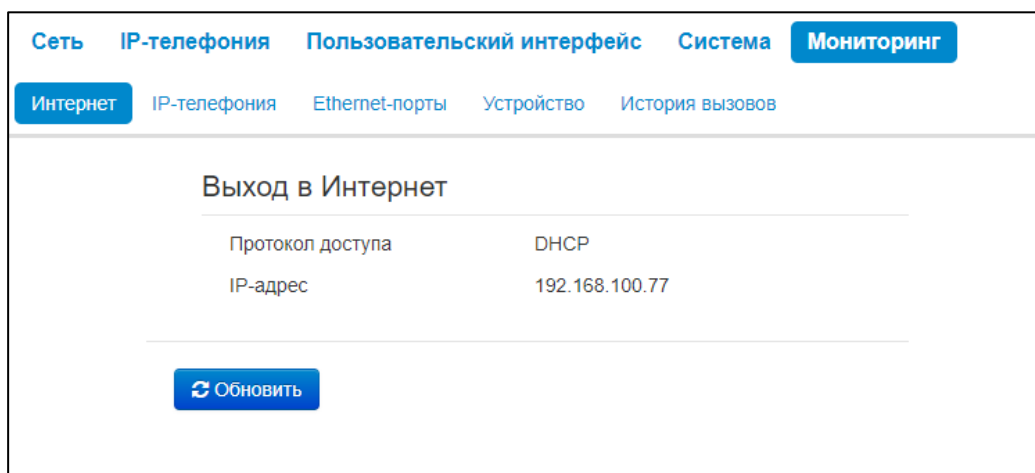 Сеть IP-телефония Пользовательский интерфейс Система Мониторинг
Интернет IP-телефония Ethernet-порты Устройство История вызовов
Выход в Интернет
Протокол доступа DHCP
IP-адрес 192.168.100.77
Обновить